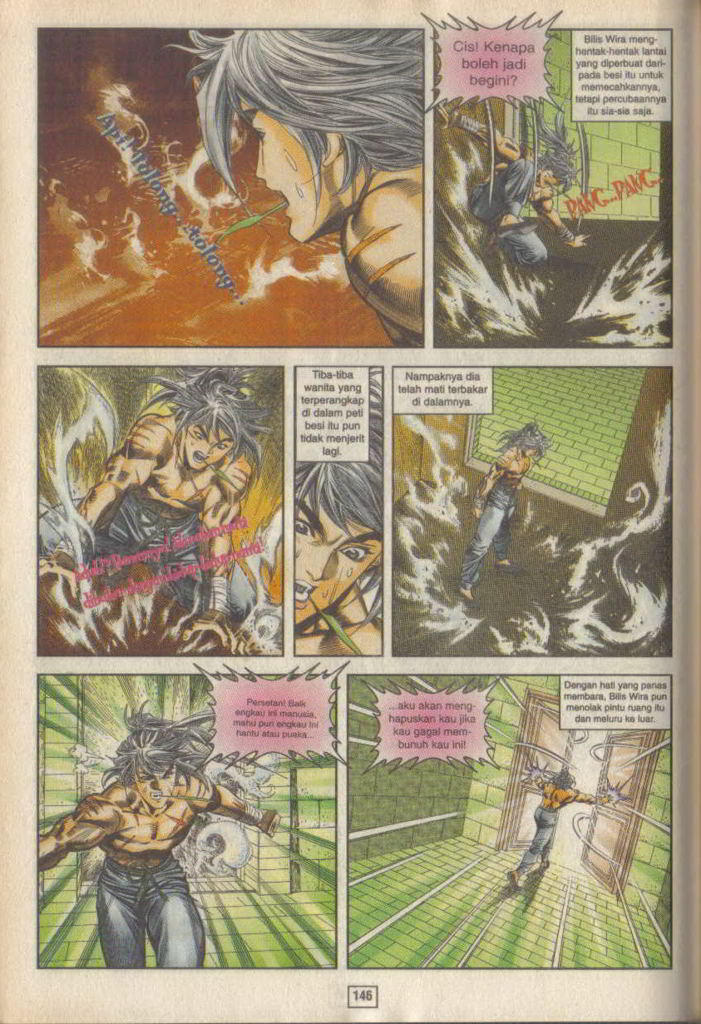 Api! Tolong...tolong...
Cis! Kenapa
boleh jadi
begini?
Bilis Wira meng-
hentak-hentak lantai
yang diperbuat dari-
pada besi itu untuk
memecahkannya,
tetapi percubaannya
itu sia-sia saja.
PANG...PANG...
Tiba-tiba
wanita yang
terperangkap
di dalam peti
besi itu pun
tidak menjerit
lagi.
Nampaknya dia
telah mati terbakar
di dalamnya.
Persetan! Baik
engkau ini manusia,
mahu pun engkau ini
hantu atau puaka...
...aku akan meng-
hapuskan kau jika
kau gagal mem-
bunuh kau ini!
Dengan hati yang panas
membara, Bilis Wira pun
menolak pintu ruang itu
dan meluru ke luar.
146